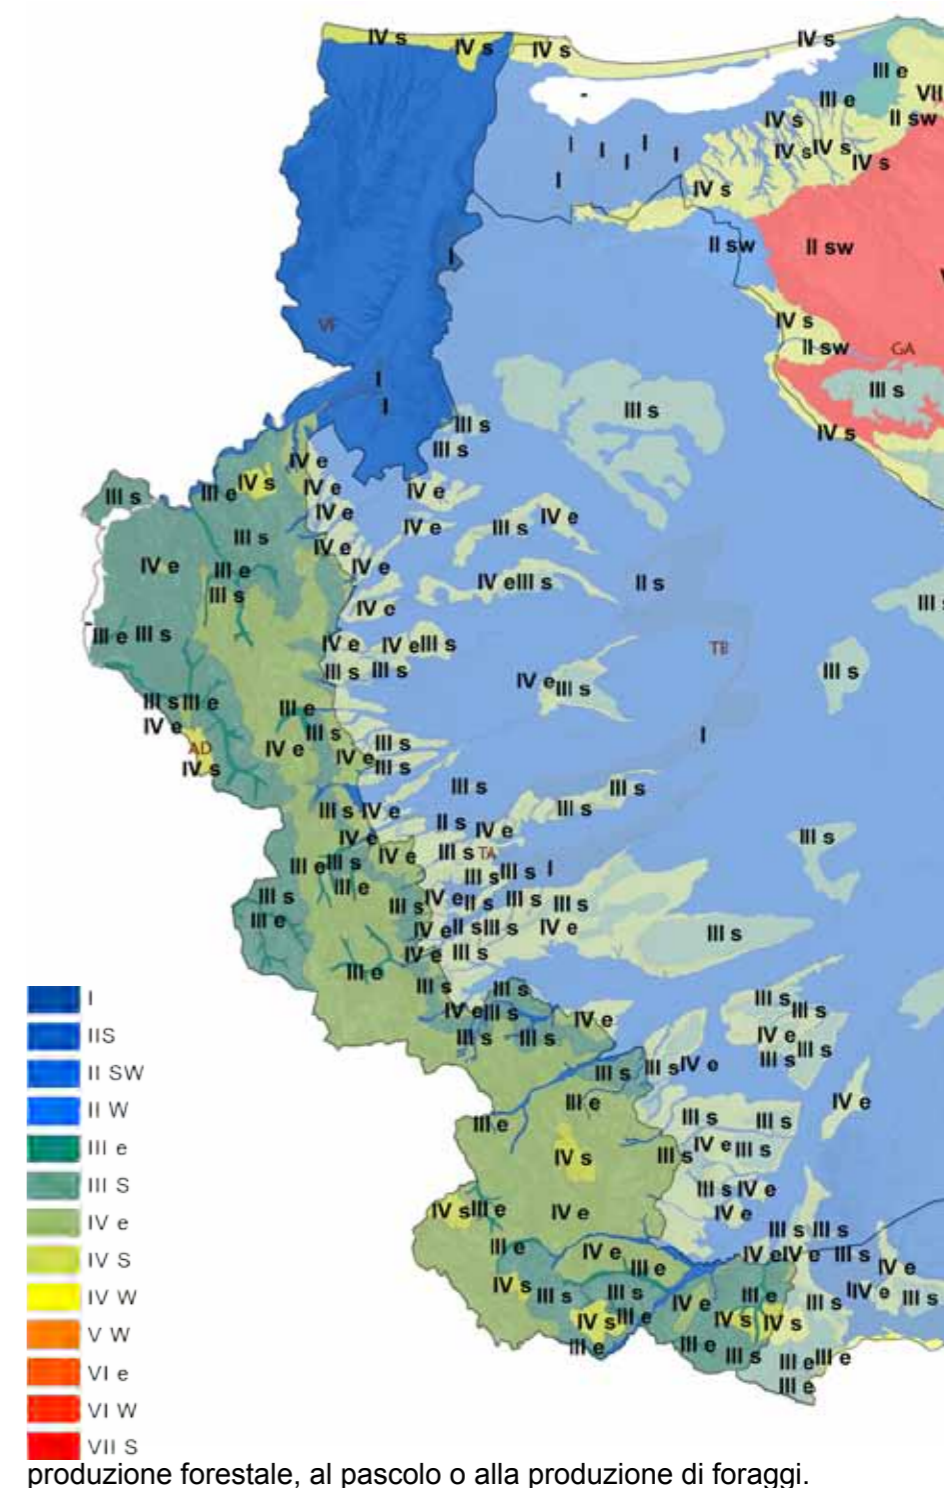 IV s
IV s
IV s
IV s
III e
III e
VII
IV s
II sw
I
I
I
I
I
IV s
IV s
IV s
I
IV s
II sw
II sw
I
IV s
VI
II sw
GA
I
III s
I
III s
III s
IV s
III s
IV e
III e
IV s
IV e
IV e
III s
IV e
IV e
III s
IV e
III s
IV e
IV e
III e
IV e
IV e
III s
II s
III s
IV e
III
III e
III s
IV e
IV e
III s
TB
III s
III s
III s
IV e
III s
III s
III e
III e
IV e
III s
I
AD
IV e
III s
IV e
III s
IV s
III s
III s
III s
IV e
III s
IV e
II s
IV e
III s
IV e
III s
TA
III e
III s
III s
III s
I
III e
III s
III s
IV e
II s
III s
III s
III e
IV e
II s
III s
IV e
III s
IV e
III s
III e
III s
III s
I
III s
III s
IV e
III s
IV e
IIS
IV e
III s
III s
III s
III s
II SW
III s
III s
IV e
II W
III e
IV e
III e
III s
III s
III e
IV e
III s
III s
IV s
III S
III s
IV e
IV e
IV s
III e
IV e
IV e
III s
III s
III e
IV e
IV e
IV e
III s
IV e
IV S
III e
IV s
III s
III s
III e
IIV e
III s
IV W
IV e
III s
IV s
III e
IV s
IV s
V W
III e
III e
III s
III e
III e
VI e
III e
VI W
VII S
produzione forestale, al pascolo o alla produzione di foraggi.